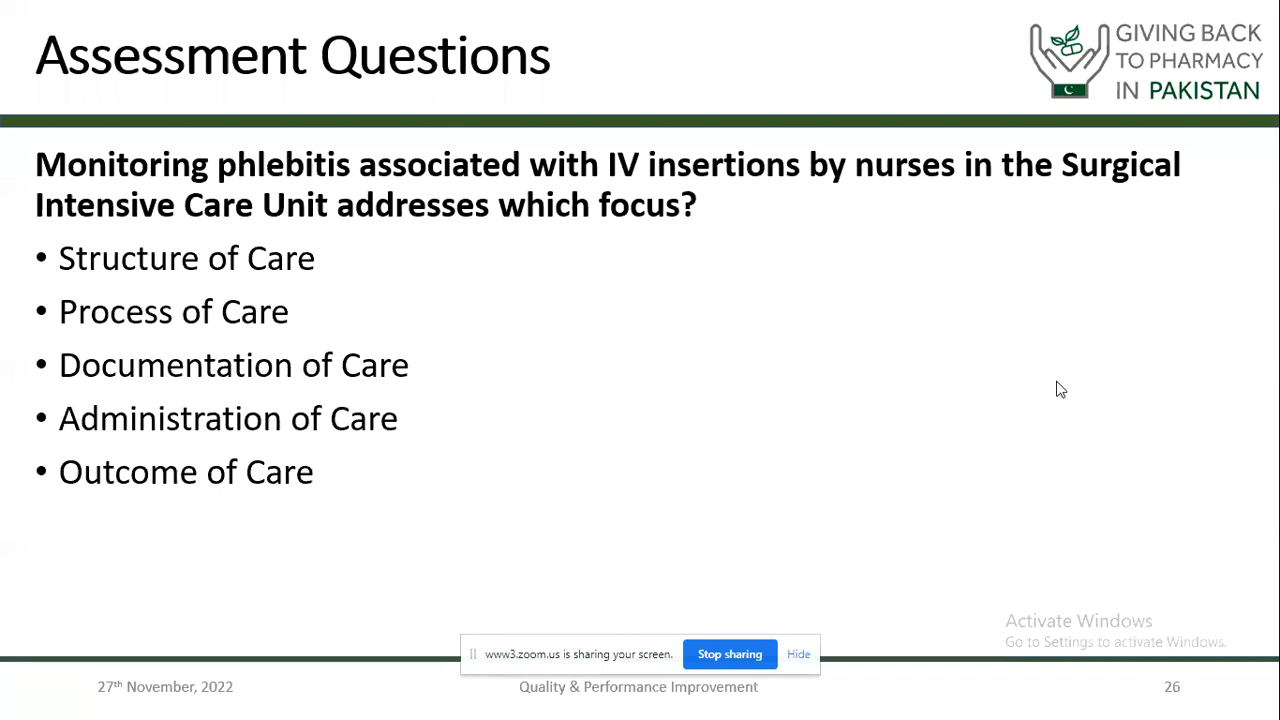 Assessment Questions
GIVING BACK
TO PHARMACY
IN PAKISTAN
Monitoring phlebitis associated with IV insertions by nurses in the Surgical
Intensive Care Unit addresses which focus?
• Structure of Care
• Process of Care
• Documentation of Care
• Administration of Care
• Outcome of Care
Activate Windows
Go to Settings to activate Windows.
www3.zoom.us is sharing your screen. Stop sharing Hide
27th November, 2022 Quality & Performance Improvement 26